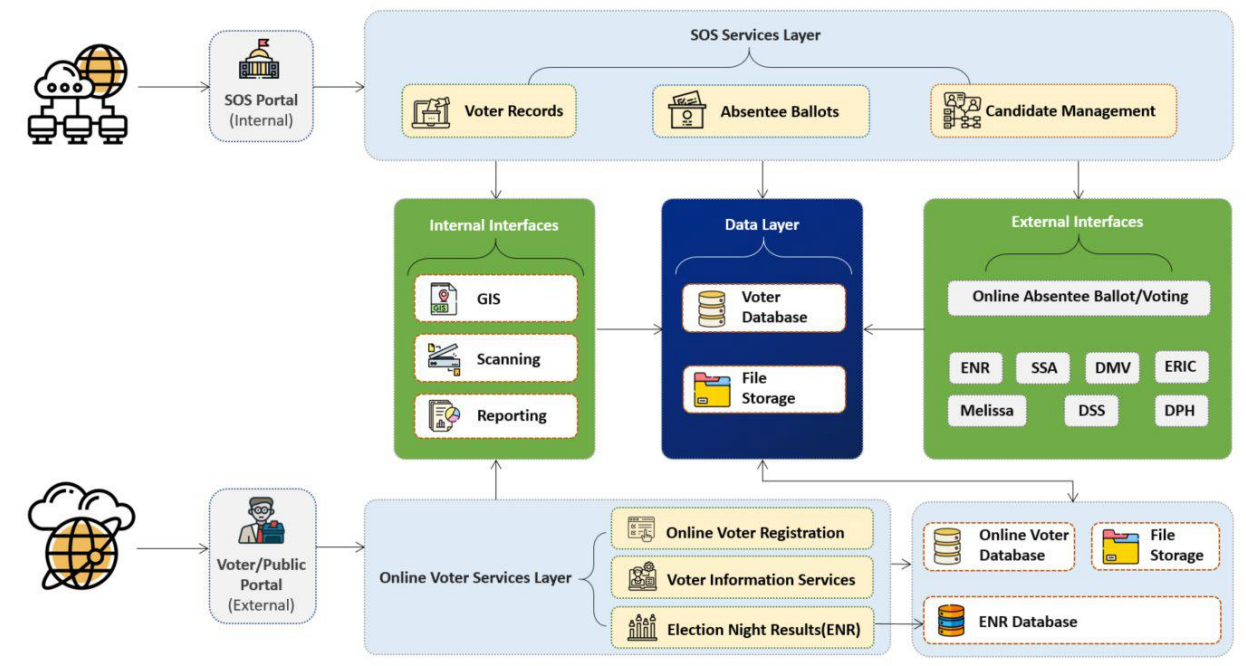 SOS Services Layer
SOS Portal
(Internal)
Voter Records
Absentee Ballots
Candidate Management
Internal Interfaces
GIS
GIS
Scanning
Reporting
Data Layer
Voter
Database
File
Storage
External Interfaces
Online Absentee Ballot/Voting
ENR
SSA
DMV
ERIC
Melissa
DSS
DPH
Voter/Public
Portal
(External)
Online Voter Services Layer
Online Voter Registration
Voter Information Services
Election Night Results(ENR)
Online Voter
Database
File
Storage
ENR Database